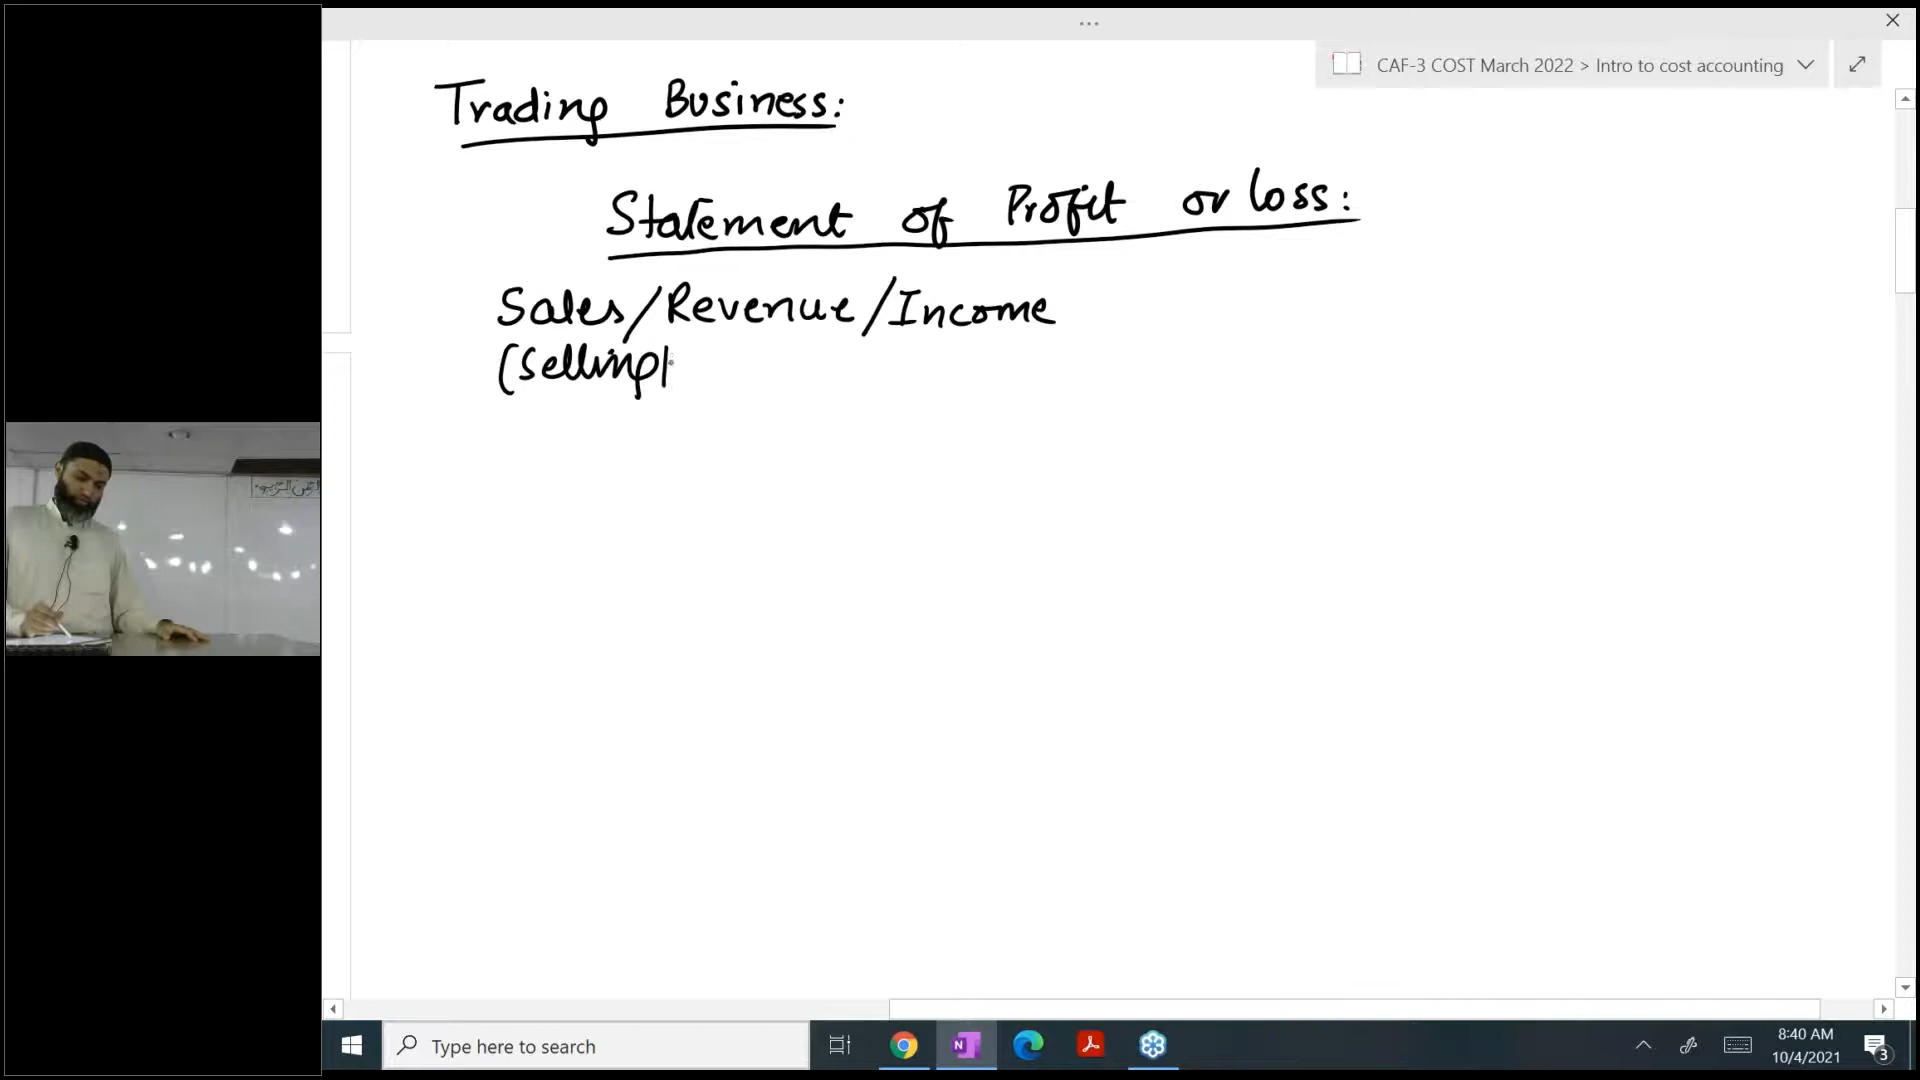 CAF-3 COST March 2022 > Intro to cost accounting
Trading Business:
Statement of Profit or loss:
Sales/Revenue/Income
(Selling
Type here to search
8:40 AM
10/4/2021
3